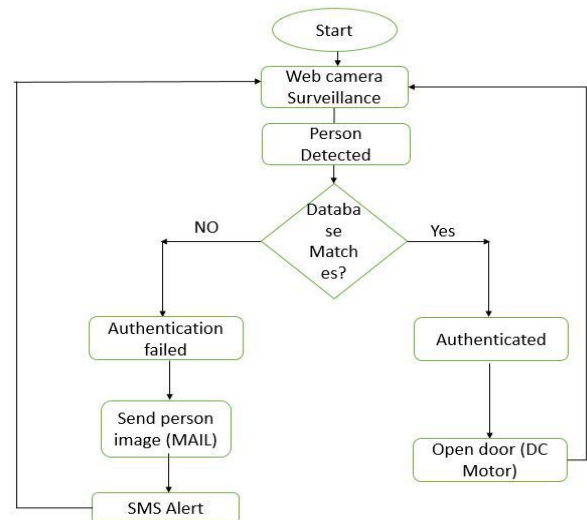 Start
Web camera
Surveillance
Person
Detected
Databa
se
Match
es?
NO
Yes
Authentication
failed
Authenticated
Send person
image (MAIL)
Open door (DC
Motor)
SMS Alert